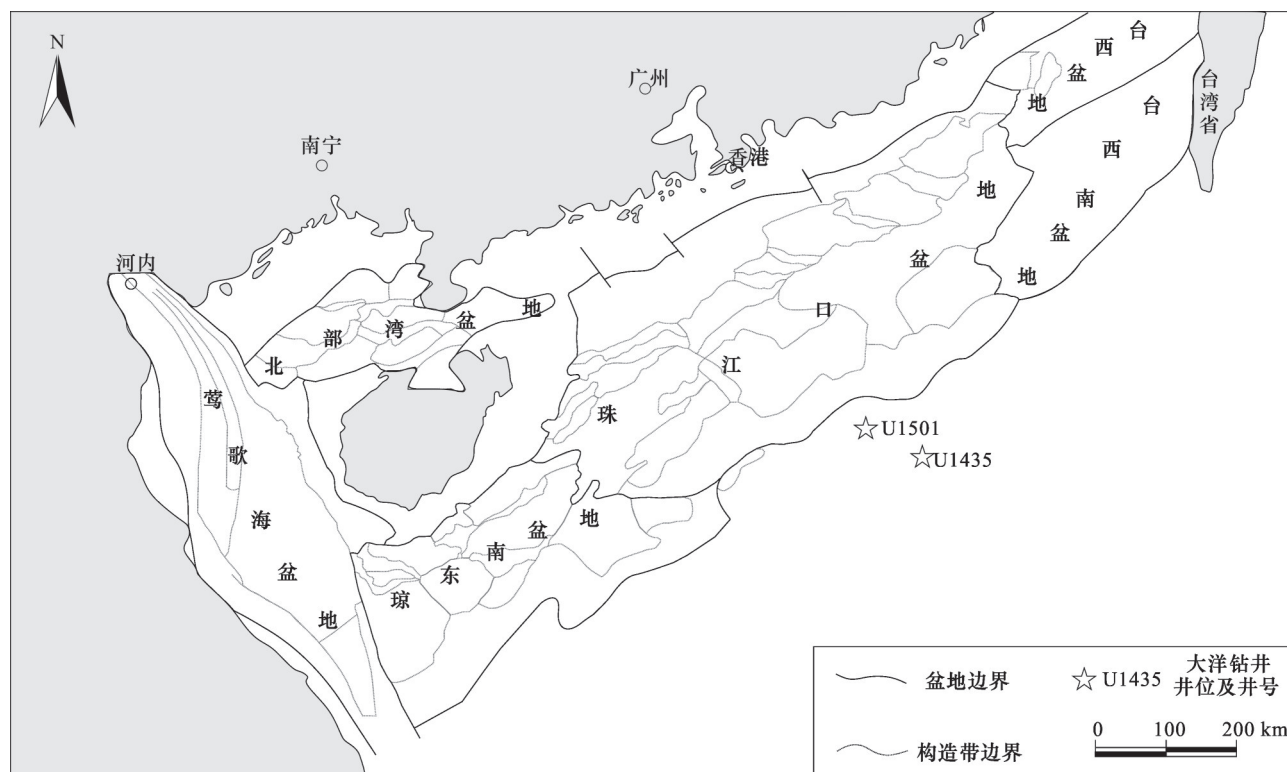 N
广州
南宁
香港
河内
台湾省
台西盆地
台西南盆地
珠江口盆地
北部湾盆地
莺歌海盆地
琼东南盆地
U1501
U1435
盆地边界
U1435
大洋钻井
井位及井号
构造带边界
0 100 200 km